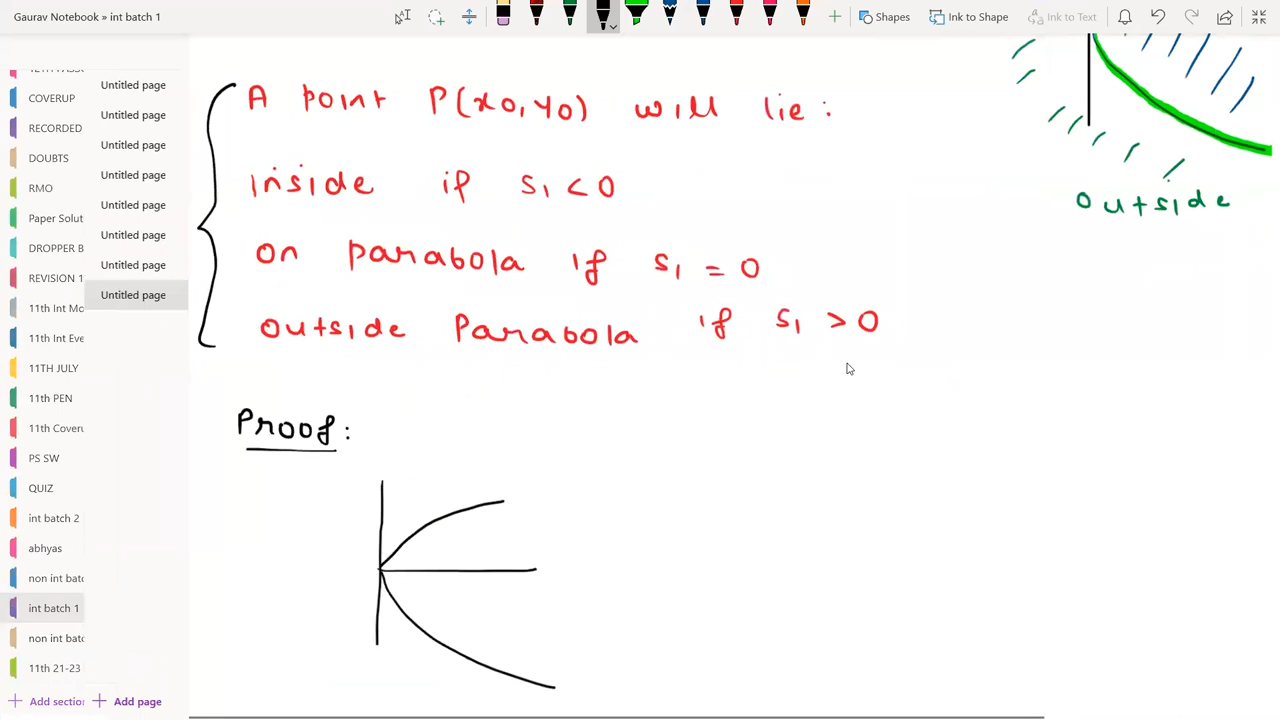 Gaurav Notebook » int batch 1
Shapes
Ink to Shape
Ink to Text
COVERUP
RECORDED
DOUBTS
RMO
Paper Solut
DROPPER B
REVISION 1
11th Int Mo
11th Int Eve
11TH JULY
11th PEN
11th Coveru
PS SW
QUIZ
int batch 2
abhyas
non int batc
int batch 1
non int batc
11th 21-23
Add sectio
Untitled page
Untitled page
Untitled page
Untitled page
Untitled page
Untitled page
Untitled page
Untitled page
Add page
A point P(x0,y0) will lie:
inside if S1 < 0
on parabola if S1 = 0
outside Parabola if S1 > 0
outside
Proof: